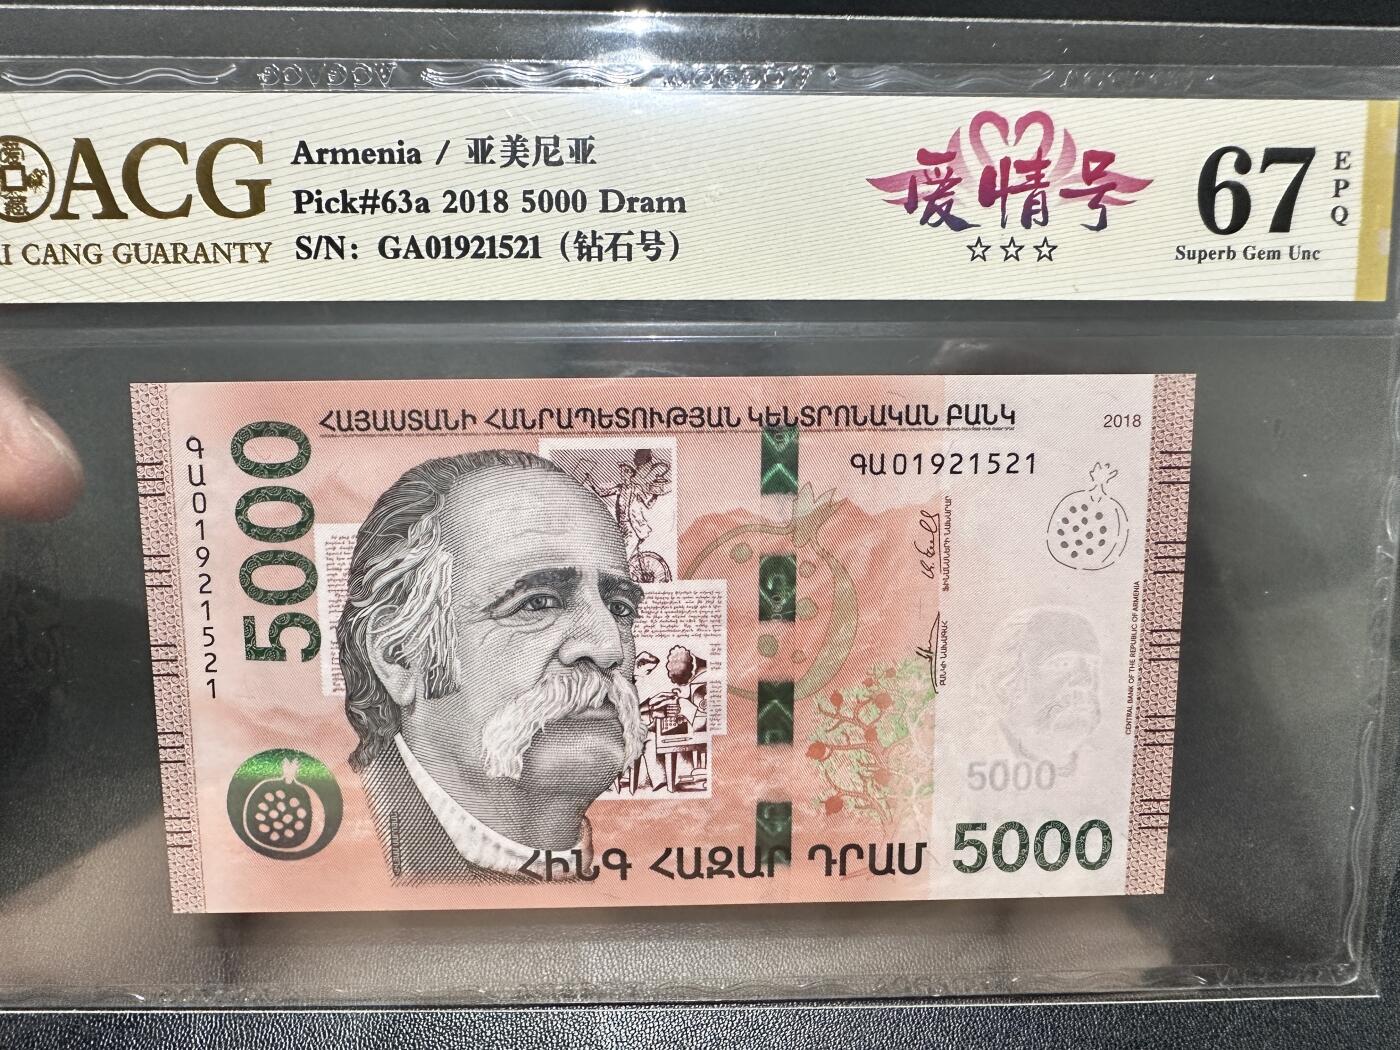 ACG
I CANG GUARANTY
Armenia / 亚美尼亚
Pick#63a 2018 5000 Dram
S/N: GA01921521 (钻石号)
爱情号
☆☆☆
67
EPQ
Superb Gem Unc
ՀԱՅԱՍՏԱՆԻ ՀԱՆՐԱՊԵՏՈՒԹՅԱՆ ԿԵՆՏՐՈՆԱԿԱՆ ԲԱՆԿ
2018
ԳԱ01921521
ԳԱ01921521
5000
CENTRAL BANK OF THE REPUBLIC OF ARMENIA
5000
ՀԻՆԳ ՀԱԶԱՐ ԴՐԱՄ
5000